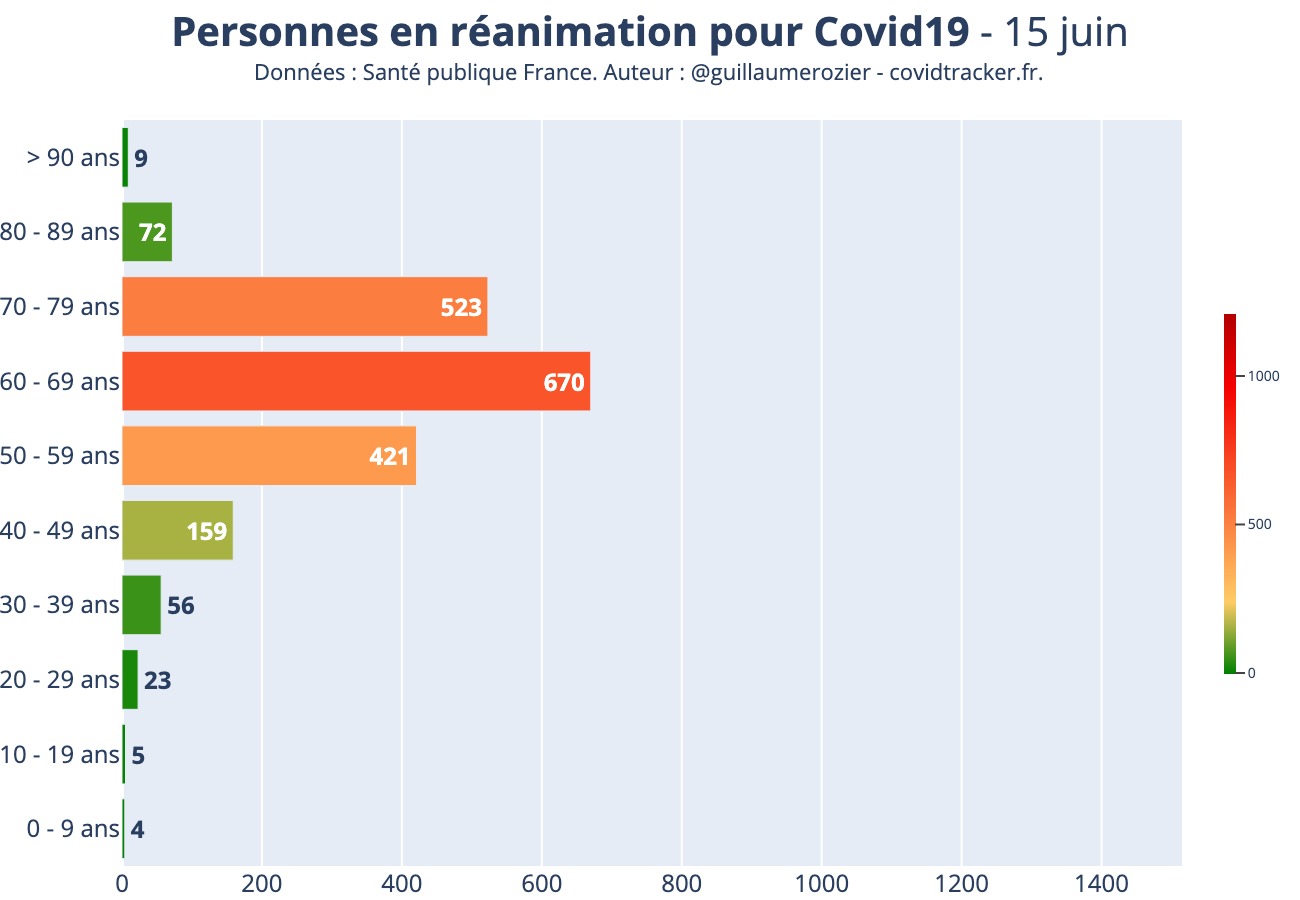 Personnes en réanimation pour Covid19 - 15 juin
Données : Santé publique France. Auteur : @guillaumerozier - covidtracker.fr.
> 90 ans 9
80 - 89 ans 72
70 - 79 ans 523
60 - 69 ans 670
50 - 59 ans 421
40 - 49 ans 159
30 - 39 ans 56
20 - 29 ans 23
10 - 19 ans 5
0 - 9 ans 4
0 200 400 600 800 1000 1200 1400
1000
500
0